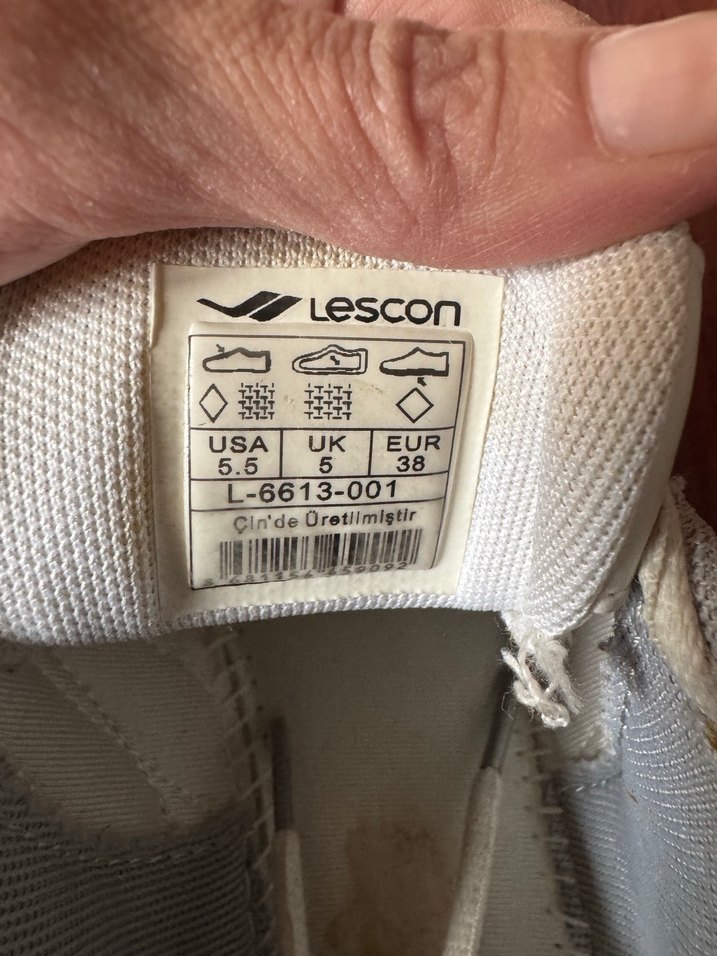 Lescon
USA UK EUR
5.5 5 38
L-6613-001
Çin'de Üretilmiştir